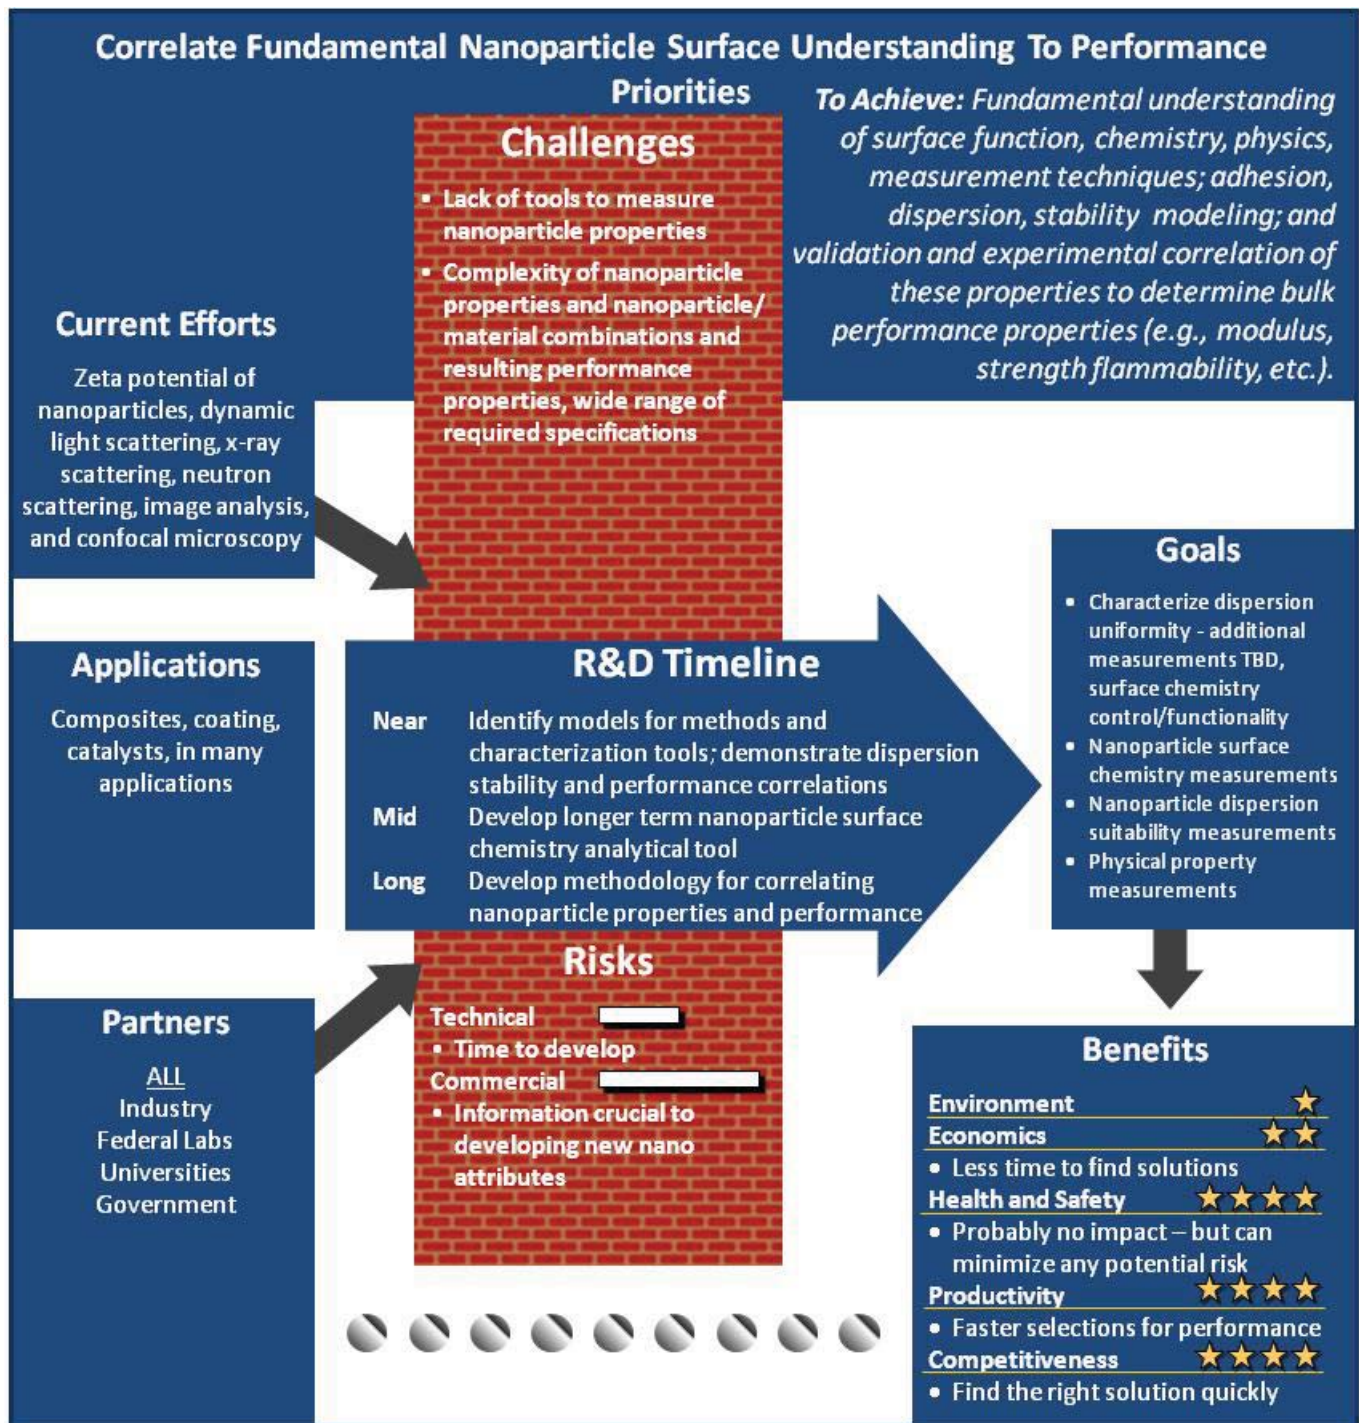 Correlate Fundamental Nanoparticle Surface Understanding To Performance
Priorities
To Achieve: Fundamental understanding
of surface function, chemistry, physics,
measurement techniques; adhesion,
dispersion, stability modeling; and
validation and experimental correlation of
these properties to determine bulk
performance properties (e.g., modulus,
strength flammability, etc.).
Challenges
• Lack of tools to measure
nanoparticle properties
• Complexity of nanoparticle
properties and nanoparticle/
material combinations and
resulting performance
properties, wide range of
required specifications
Current Efforts
Zeta potential of
nanoparticles, dynamic
light scattering, x-ray
scattering, neutron
scattering, image analysis,
and confocal microscopy
Applications
Composites, coating,
catalysts, in many
applications
Partners
ALL
Industry
Federal Labs
Universities
Government
R&D Timeline
Near Identify models for methods and
characterization tools; demonstrate dispersion
stability and performance correlations
Mid Develop longer term nanoparticle surface
chemistry analytical tool
Long Develop methodology for correlating
nanoparticle properties and performance
Risks
Technical
• Time to develop
Commercial
• Information crucial to
developing new nano
attributes
Goals
• Characterize dispersion
uniformity - additional
measurements TBD,
surface chemistry
control/functionality
• Nanoparticle surface
chemistry measurements
• Nanoparticle dispersion
suitability measurements
• Physical property
measurements
Benefits
Environment
Economics
• Less time to find solutions
Health and Safety
• Probably no impact – but can
minimize any potential risk
Productivity
• Faster selections for performance
Competitiveness
• Find the right solution quickly